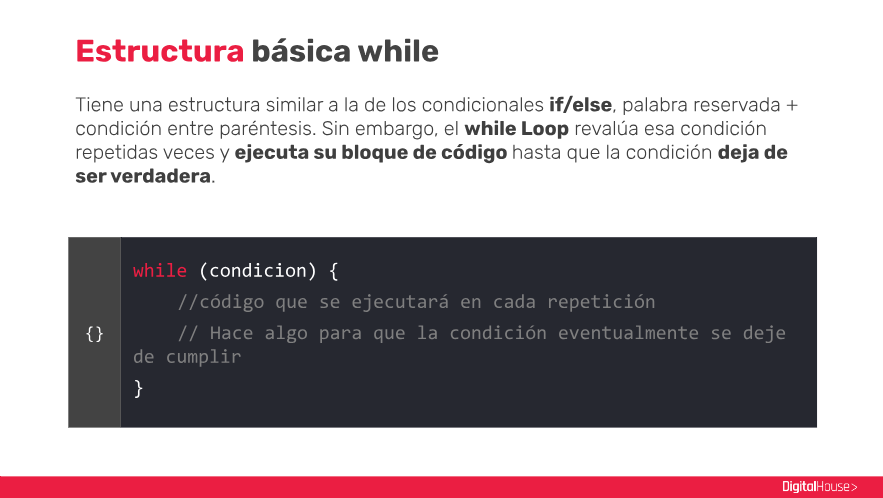 Estructura básica while
Tiene una estructura similar a la de los condicionales if/else, palabra reservada +
condición entre paréntesis. Sin embargo, el while Loop revalúa esa condición
repetidas veces y ejecuta su bloque de código hasta que la condición deja de
ser verdadera.
while (condicion) {
//código que se ejecutará en cada repetición
{}
// Hace algo para que la condición eventualmente se deje
de cumplir
}
DigitalHouse>